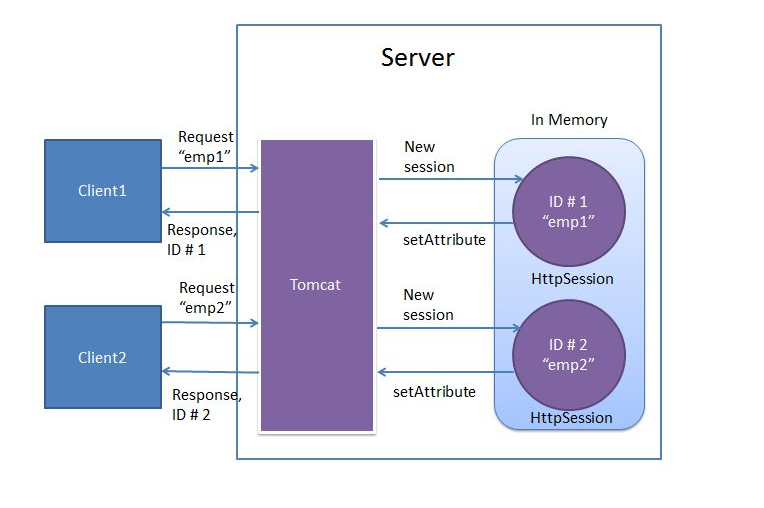 Server
In Memory
Request
“emp1”
New
session
Client1
ID # 1
“emp1”
Response,
ID # 1
setAttribute
HttpSession
Tomcat
Request
“emp2”
New
session
Client2
ID # 2
“emp2”
Response,
ID # 2
setAttribute
HttpSession